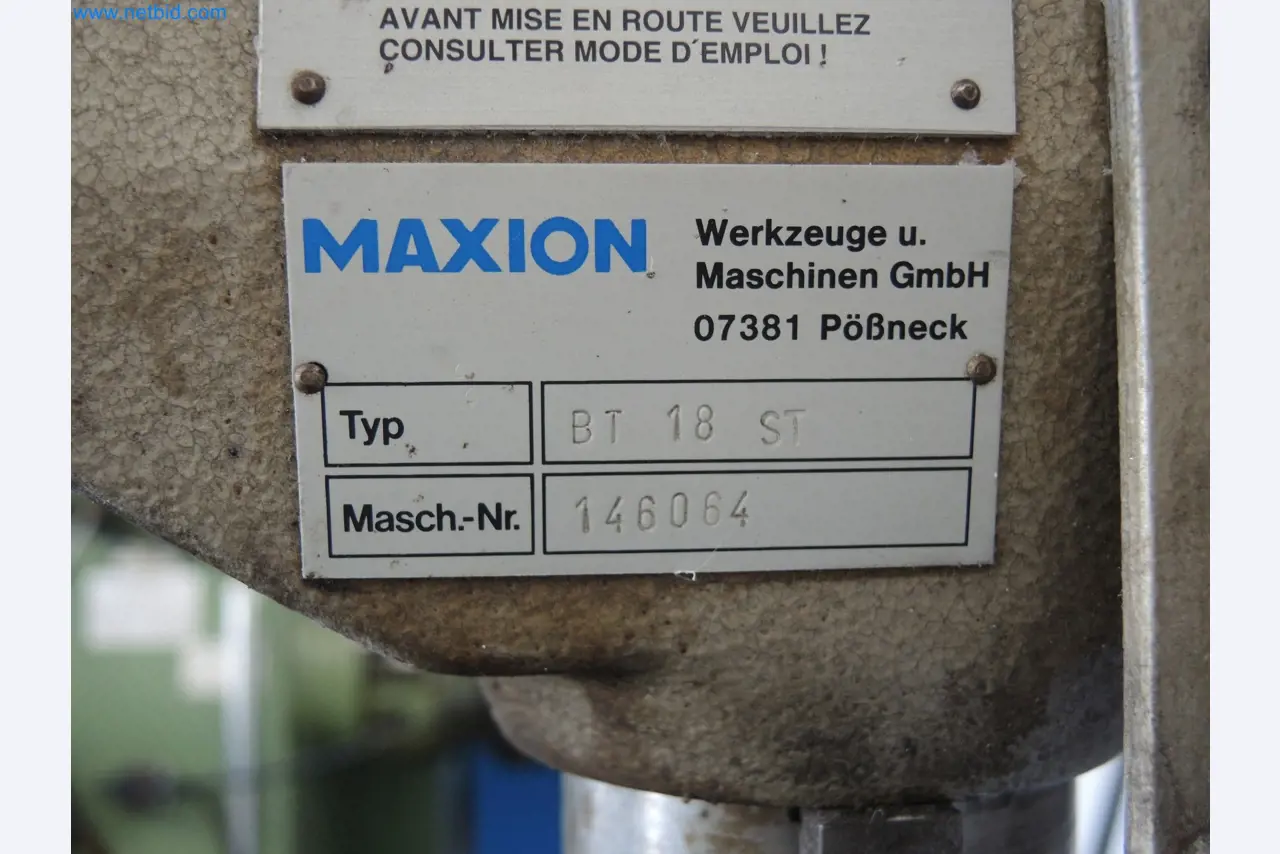 www.netbid.com
AVANT MISE EN ROUTE VEUILLEZ
CONSULTER MODE D´EMPLOI !
MAXION
Werkzeuge u.
Maschinen GmbH
07381 Pößneck
Typ BT 18 ST
Masch.-Nr. 146064